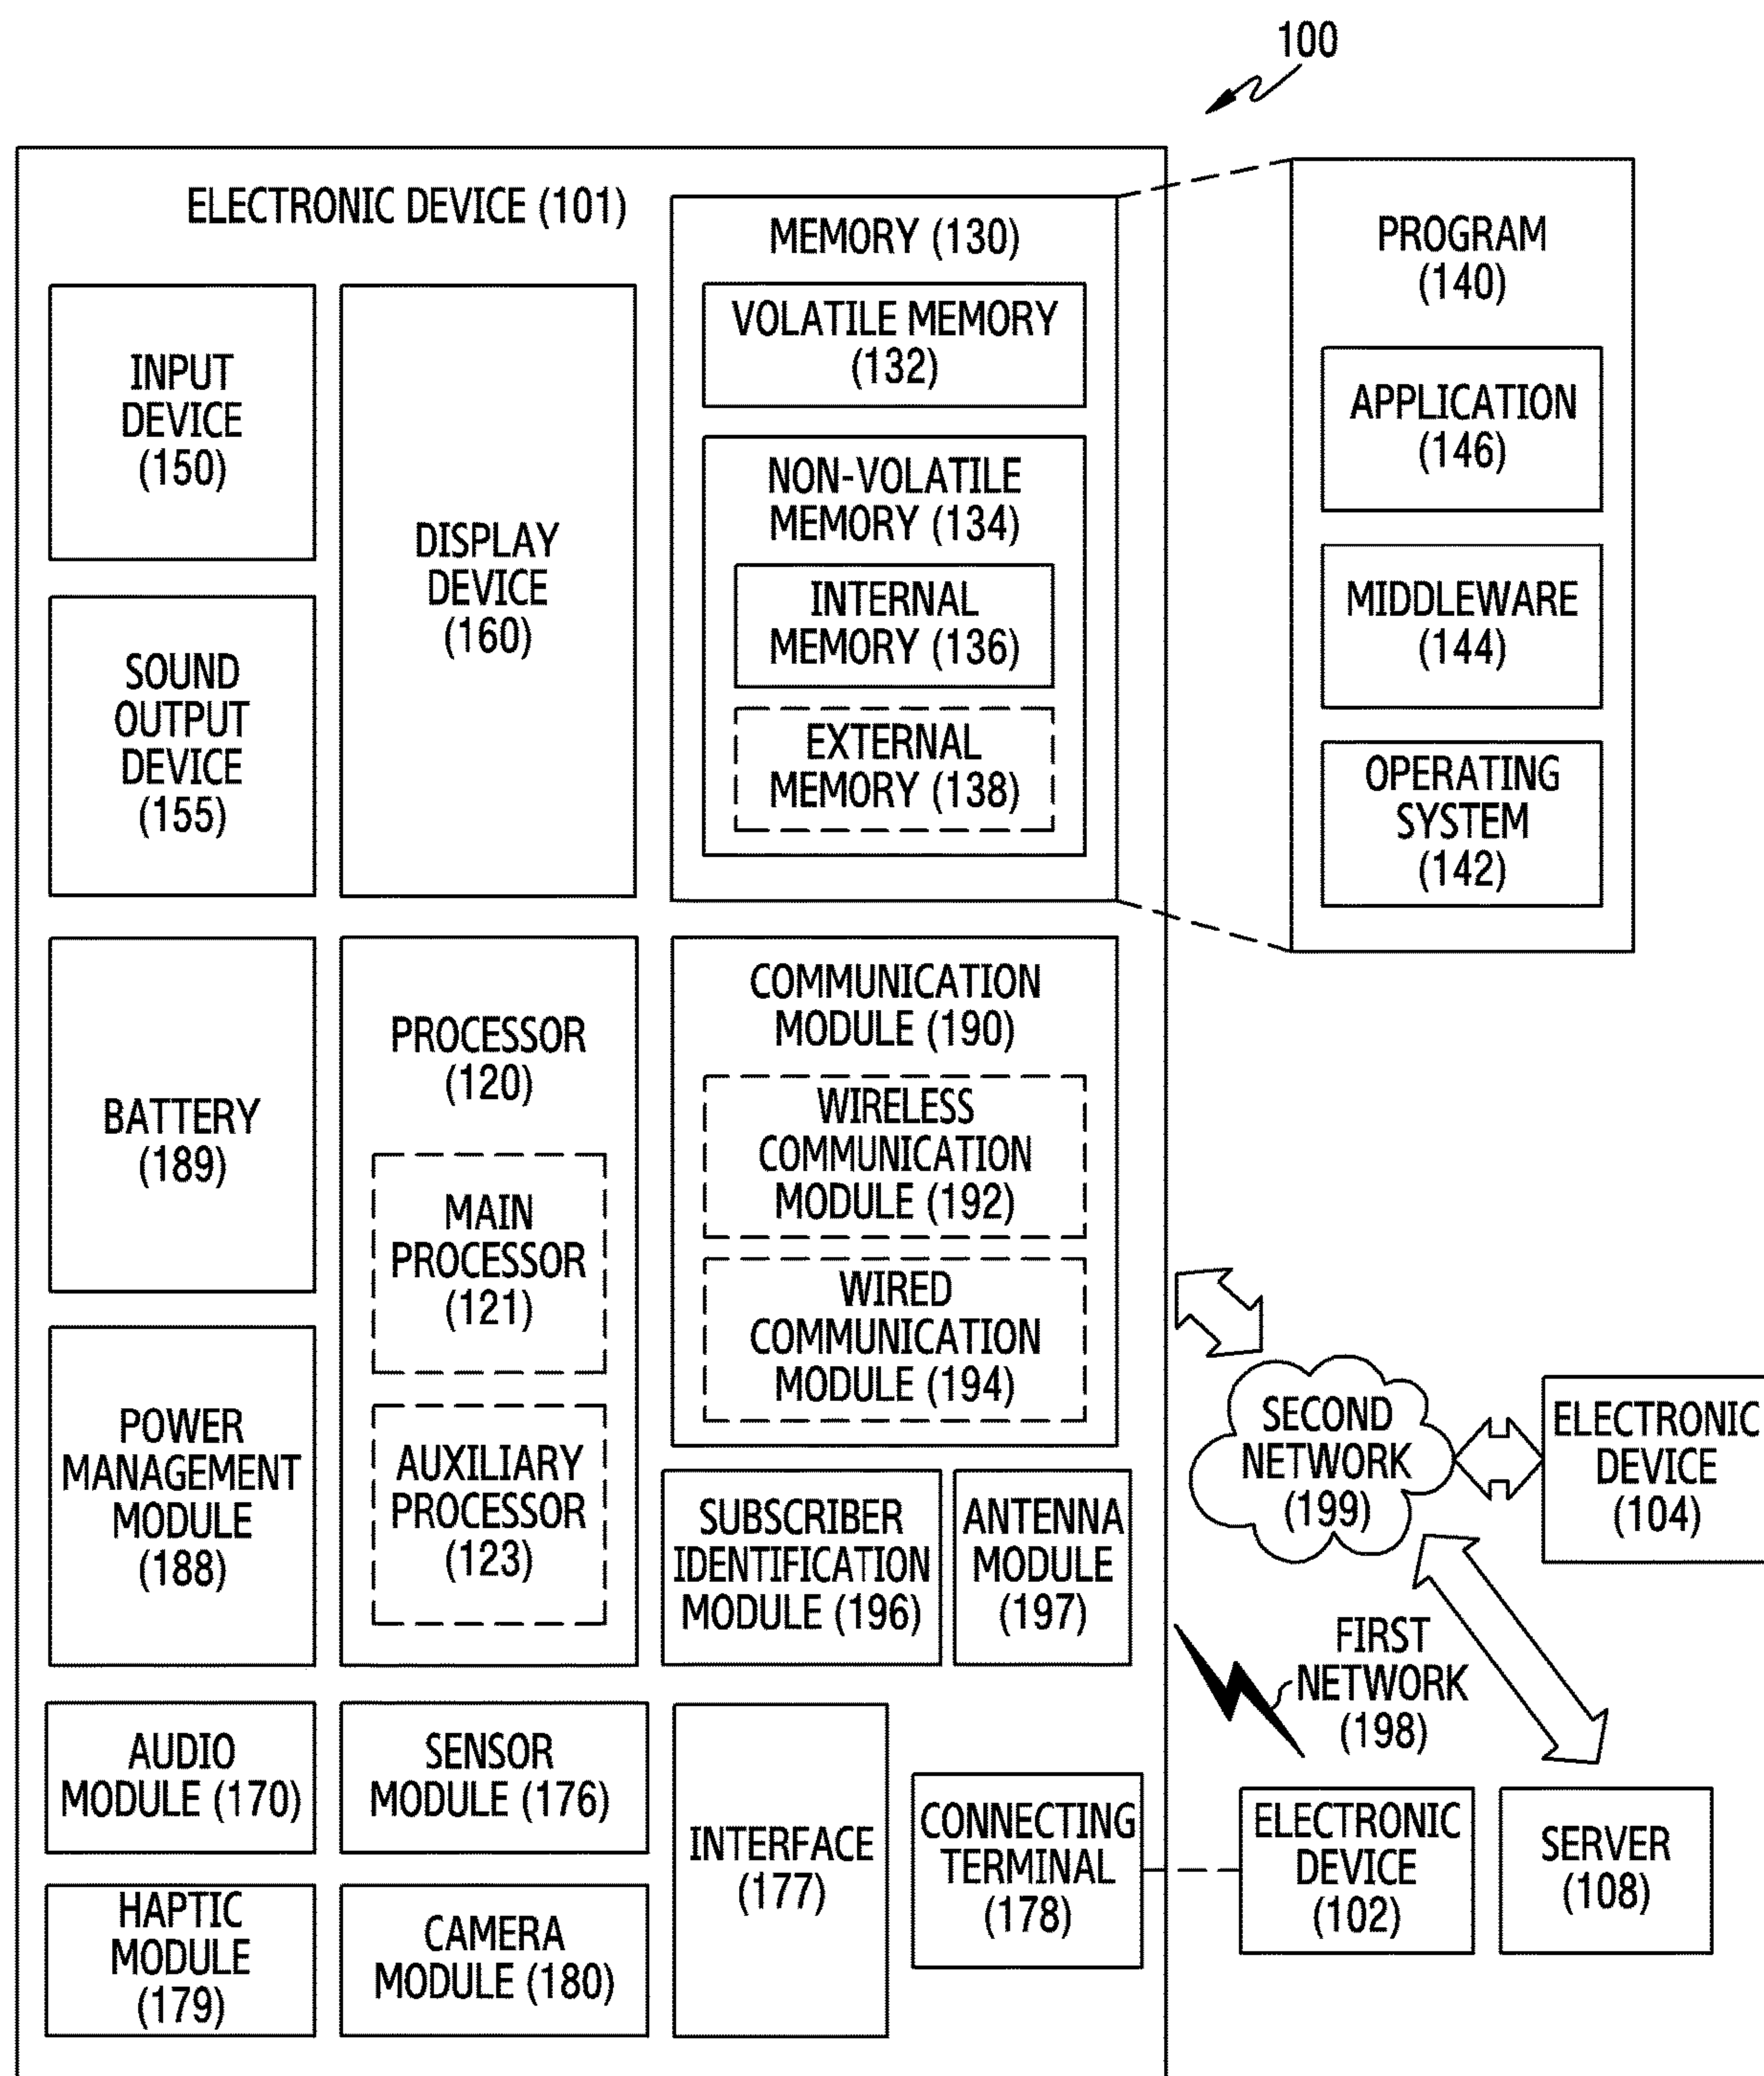 100
ELECTRONIC DEVICE (101)
INPUT
DEVICE
(150)
SOUND
OUTPUT
DEVICE
(155)
DISPLAY
DEVICE
(160)
MEMORY (130)
VOLATILE MEMORY
(132)
NON-VOLATILE
MEMORY (134)
INTERNAL
MEMORY (136)
EXTERNAL
MEMORY (138)
PROGRAM
(140)
APPLICATION
(146)
MIDDLEWARE
(144)
OPERATING
SYSTEM
(142)
BATTERY
(189)
POWER
MANAGEMENT
MODULE
(188)
PROCESSOR
(120)
MAIN
PROCESSOR
(121)
AUXILIARY
PROCESSOR
(123)
COMMUNICATION
MODULE (190)
WIRELESS
COMMUNICATION
MODULE (192)
WIRED
COMMUNICATION
MODULE (194)
SUBSCRIBER
IDENTIFICATION
MODULE (196)
ANTENNA
MODULE
(197)
SECOND
NETWORK
(199)
ELECTRONIC
DEVICE
(104)
FIRST
NETWORK
(198)
AUDIO
MODULE (170)
SENSOR
MODULE (176)
HAPTIC
MODULE
(179)
CAMERA
MODULE (180)
INTERFACE
(177)
CONNECTING
TERMINAL
(178)
ELECTRONIC
DEVICE
(102)
SERVER
(108)